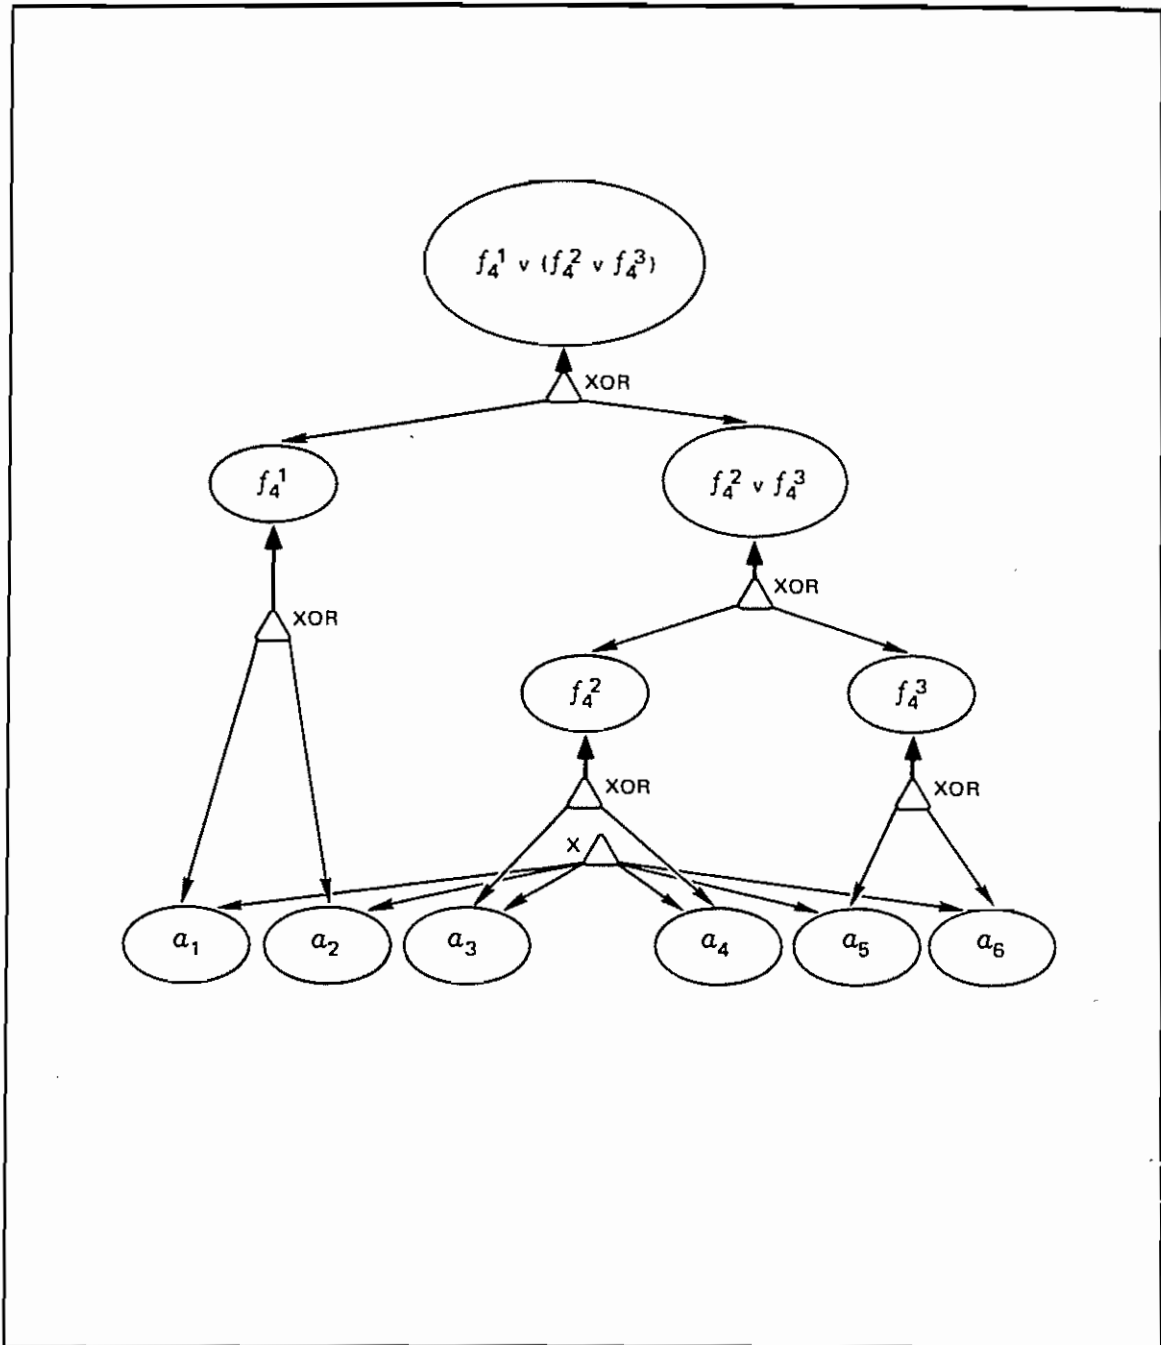 f₄¹ v (f₄² v f₄³)
XOR
f₄¹
f₄² v f₄³
XOR
XOR
f₄²
f₄³
XOR
XOR
X
a₁ a₂ a₃ a₄ a₅ a₆